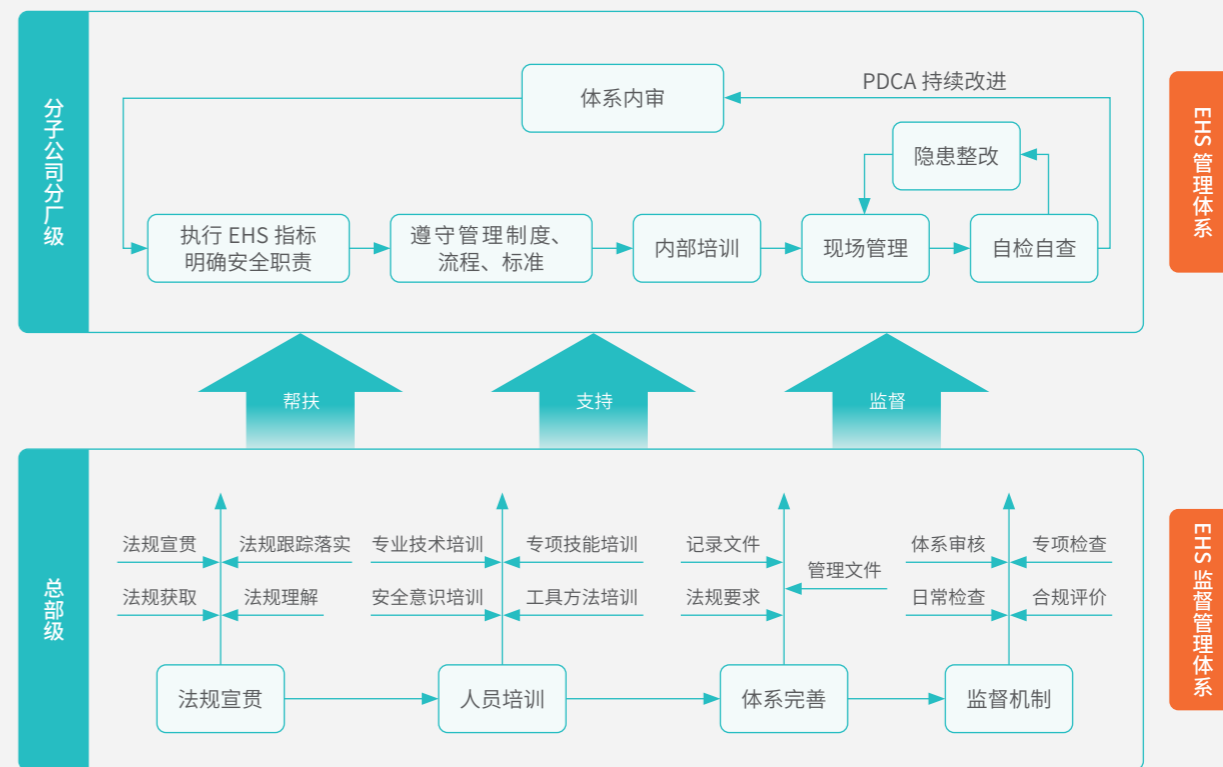 分子公司分厂级
体系内审
PDCA 持续改进
隐患整改
执行 EHS 指标
明确安全职责
遵守管理制度、
流程、标准
内部培训
现场管理
自检自查
EHS 管理体系
帮扶
支持
监督
总部级
法规宣贯
法规跟踪落实
法规获取
法规理解
专业技术培训
专项技能培训
安全意识培训
工具方法培训
记录文件
管理文件
法规要求
体系审核
专项检查
日常检查
合规评价
法规宣贯
人员培训
体系完善
监督机制
EHS 监督管理体系